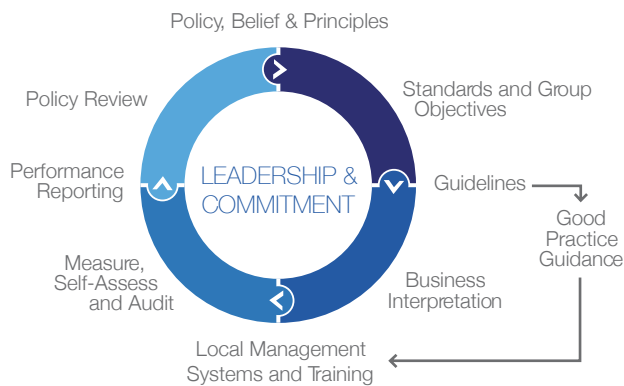 Policy, Belief & Principles
Standards and Group
Objectives
Guidelines
Good
Practice
Guidance
Business
Interpretation
Local Management
Systems and Training
Measure,
Self-Assess
and Audit
Performance
Reporting
Policy Review
LEADERSHIP &
COMMITMENT